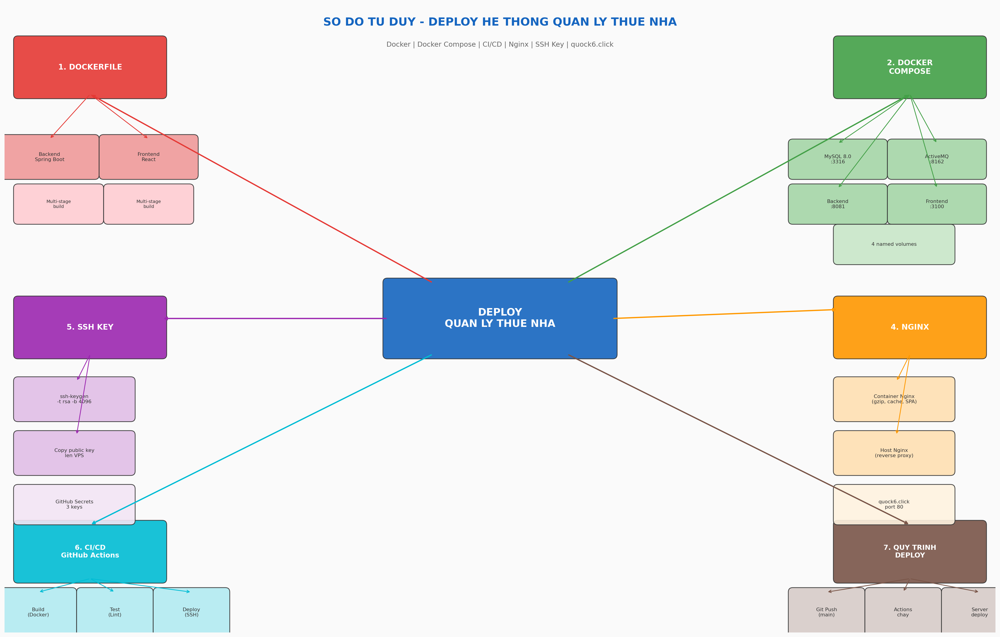 SO DO TU DUY - DEPLOY HE THONG QUAN LY THUE NHA
Docker | Docker Compose | CI/CD | Nginx | SSH Key | quock6.click
1. DOCKERFILE
Backend
Spring Boot
Frontend
React
Multi-stage
build
Multi-stage
build
2. DOCKER
COMPOSE
MySQL 8.0
:3316
ActiveMQ
:8162
Backend
:8081
Frontend
:3100
4 named volumes
DEPLOY
QUAN LY THUE NHA
5. SSH KEY
ssh-keygen
-t rsa -b 4096
Copy public key
len VPS
GitHub Secrets
3 keys
4. NGINX
Container Nginx
(gzip, cache, SPA)
Host Nginx
(reverse proxy)
quock6.click
port 80
6. CI/CD
GitHub Actions
Build
(Docker)
Test
(Lint)
Deploy
(SSH)
7. QUY TRINH
DEPLOY
Git Push
(main)
Actions
chay
Server
deploy